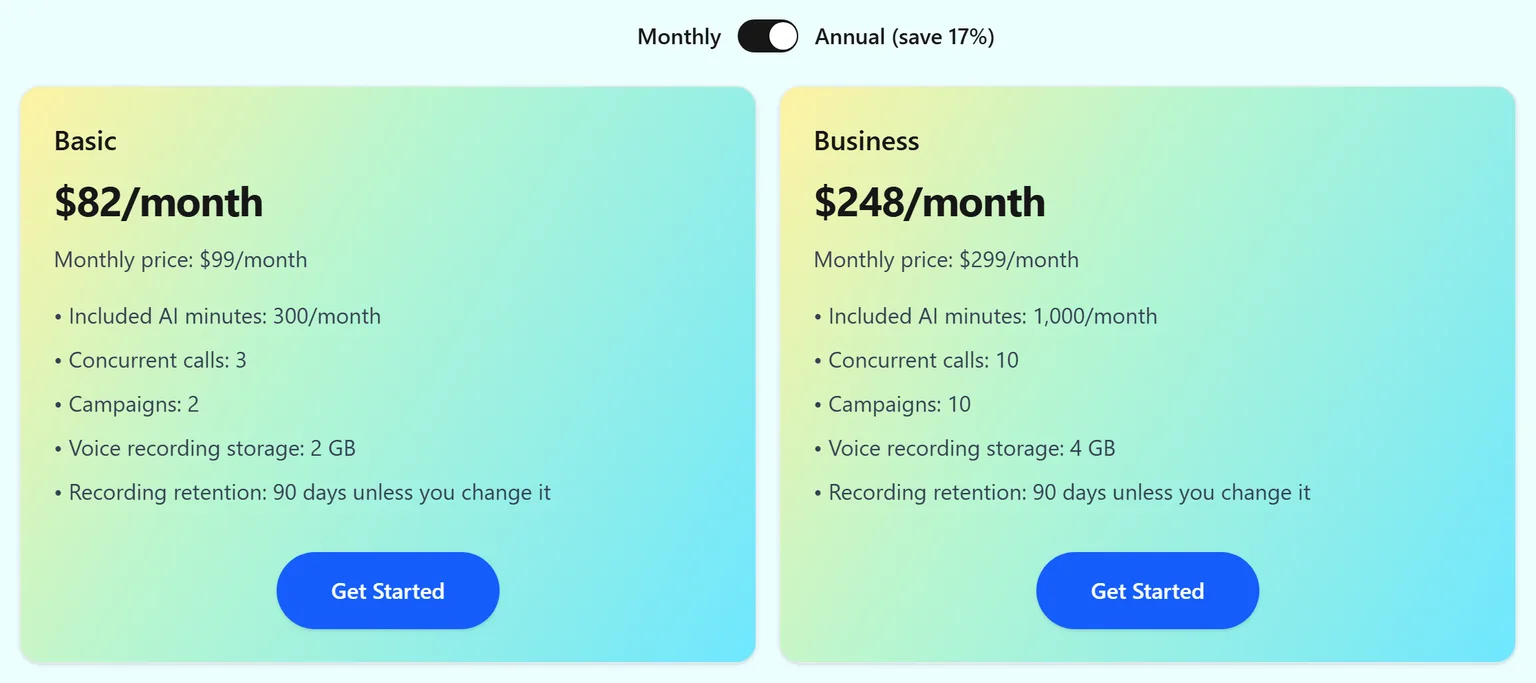 Monthly Annual (save 17%)
Basic
$82/month
Monthly price: $99/month
• Included AI minutes: 300/month
• Concurrent calls: 3
• Campaigns: 2
• Voice recording storage: 2 GB
• Recording retention: 90 days unless you change it
Get Started
Business
$248/month
Monthly price: $299/month
• Included AI minutes: 1,000/month
• Concurrent calls: 10
• Campaigns: 10
• Voice recording storage: 4 GB
• Recording retention: 90 days unless you change it
Get Started